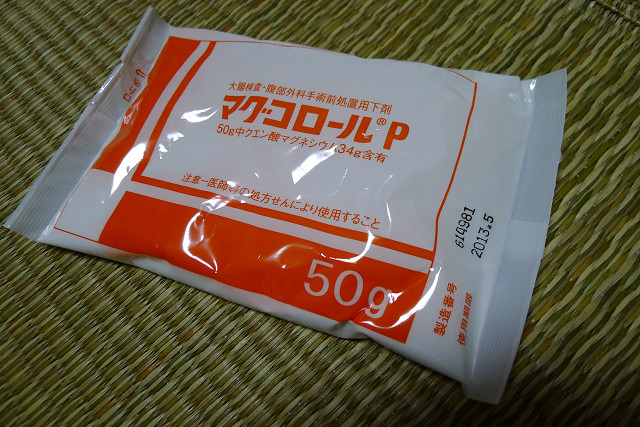 大腸検査・腹部外科手術前処置用下剤
マグコロール®P
50g中クエン酸マグネシウム34g含有
注意ー医師等の処方せんにより使用すること
50g
製造番号
614981
使用期限
2013.5